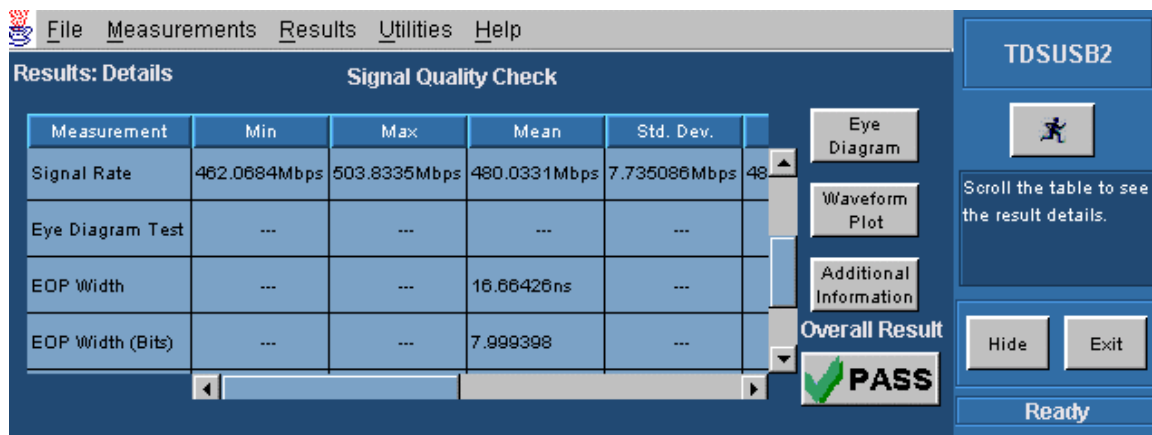 File Measurements Results Utilities Help
TDSUSB2
Results: Details Signal Quality Check
Measurement Min Max Mean Std. Dev.
Signal Rate 462.0684Mbps 503.8335Mbps 480.0331Mbps 7.735086Mbps 48
Eye Diagram Test --- --- --- ---
EOP Width --- --- 16.66426ns ---
EOP Width (Bits) --- --- 7.999398 ---
Eye
Diagram
Waveform
Plot
Additional
Information
Overall Result
PASS
Scroll the table to see
the result details.
Hide Exit
Ready